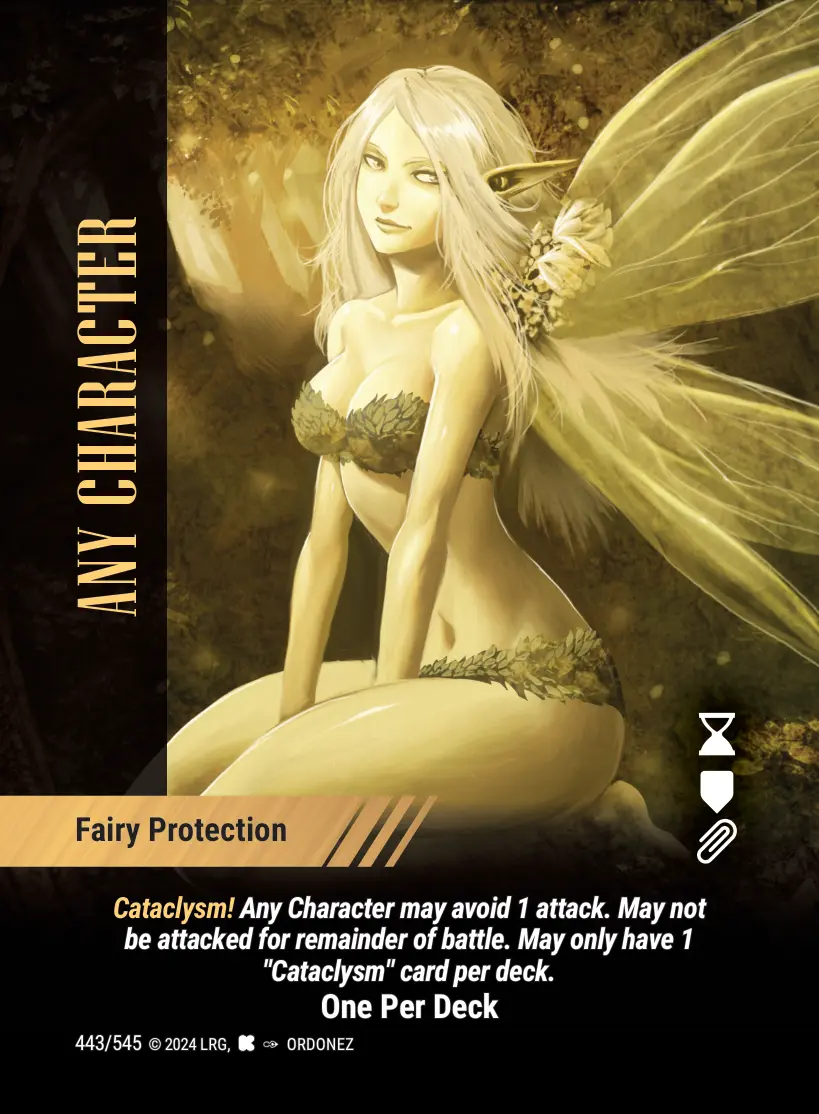 ANY CHARACTER
Fairy Protection
Cataclysm! Any Character may avoid 1 attack. May not
be attacked for remainder of battle. May only have 1
"Cataclysm" card per deck.
One Per Deck
443/545 © 2024 LRG, ORDONEZ